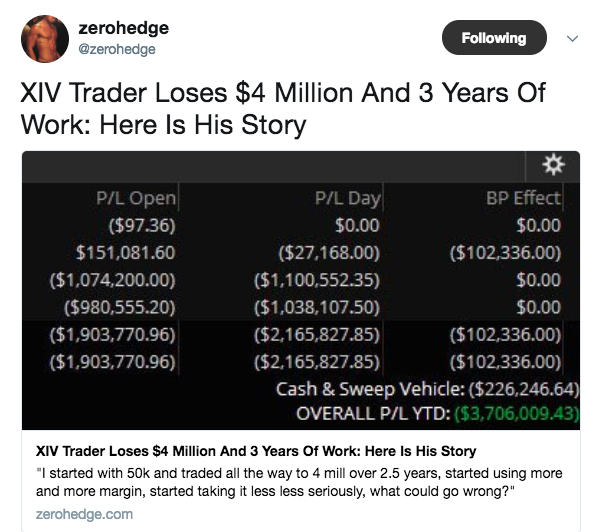 zerohedge
@zerohedge
Following
XIV Trader Loses $4 Million And 3 Years Of
Work: Here Is His Story
P/L Open P/L Day BP Effect
($97.36) $0.00 $0.00
$151,081.60 ($27,168.00) ($102,336.00)
($1,074,200.00) ($1,100,552.35) $0.00
($980,555.20) ($1,038,107.50) $0.00
($1,903,770.96) ($2,165,827.85) ($102,336.00)
($1,903,770.96) ($2,165,827.85) ($102,336.00)
Cash & Sweep Vehicle: ($226,246.64)
OVERALL P/L YTD: ($3,706,009.43)
XIV Trader Loses $4 Million And 3 Years Of Work: Here Is His Story
"I started with 50k and traded all the way to 4 mill over 2.5 years, started using more
and more margin, started taking it less less seriously, what could go wrong?"
zerohedge.com